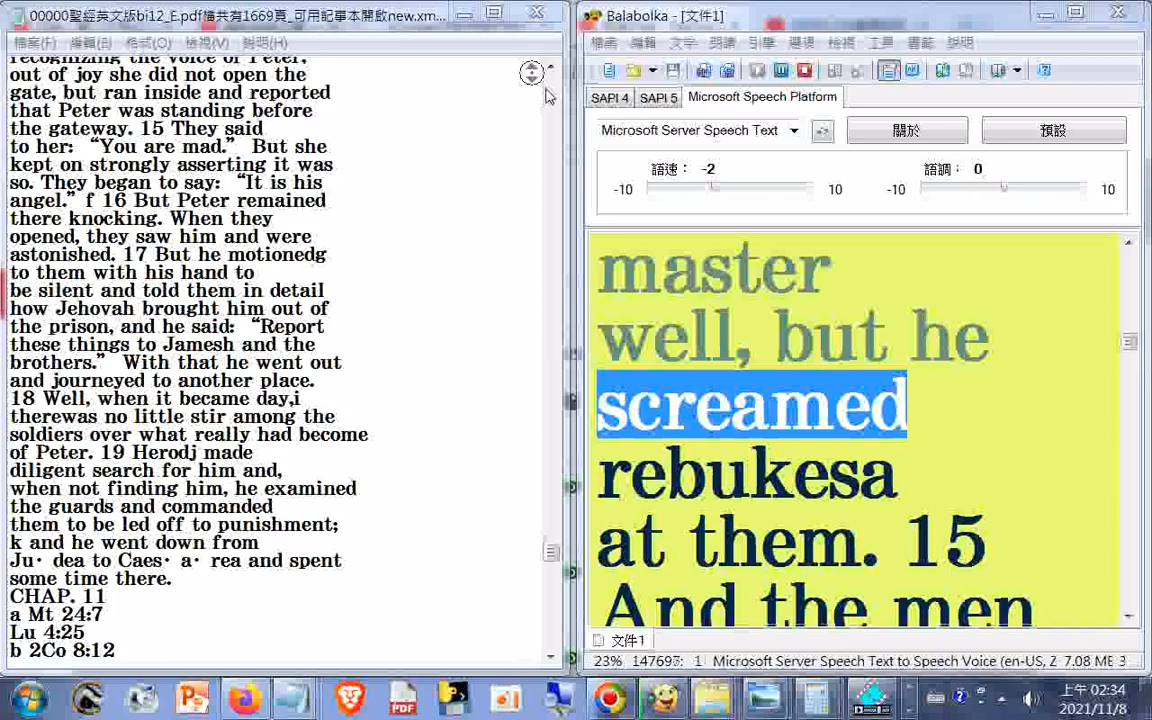 00000聖經英文版bi12_E.pdf檔共有1669頁_可用記事本開啟new.xm...
檔案(F) 編輯(E) 格式(O) 檢視(V) 說明(H)
recognizing the voice of Peter,
out of joy she did not open the
gate, but ran inside and reported
that Peter was standing before
the gateway. 15 They said
to her: “You are mad.” But she
kept on strongly asserting it was
so. They began to say: “It is his
angel.” f 16 But Peter remained
there knocking. When they
opened, they saw him and were
astonished. 17 But he motionedg
to them with his hand to
be silent and told them in detail
how Jehovah brought him out of
the prison, and he said: “Report
these things to Jamesh and the
brothers.” With that he went out
and journeyed to another place.
18 Well, when it became day,i
therewas no little stir among the
soldiers over what really had become
of Peter. 19 Herodj made
diligent search for him and,
when not finding him, he examined
the guards and commanded
them to be led off to punishment;
k and he went down from
Ju· dea to Caes· a· rea and spent
some time there.
CHAP. 11
a Mt 24:7
Lu 4:25
b 2Co 8:12
Balabolka - [文件1]
檔案 編輯 文字 朗讀 引擎 選項 檢視 工具 書籤 說明
SAPI 4 SAPI 5 Microsoft Speech Platform
Microsoft Server Speech Text 關於 預設
語速： -2 語調： 0
-10 10 -10 10
master
well, but he
screamed
rebukesa
at them. 15
And the men
文件1
23% 147697: 1 Microsoft Server Speech Text to Speech Voice (en-US, Z 7.08 MB 3
PDF
上午 02:34
2021/11/8